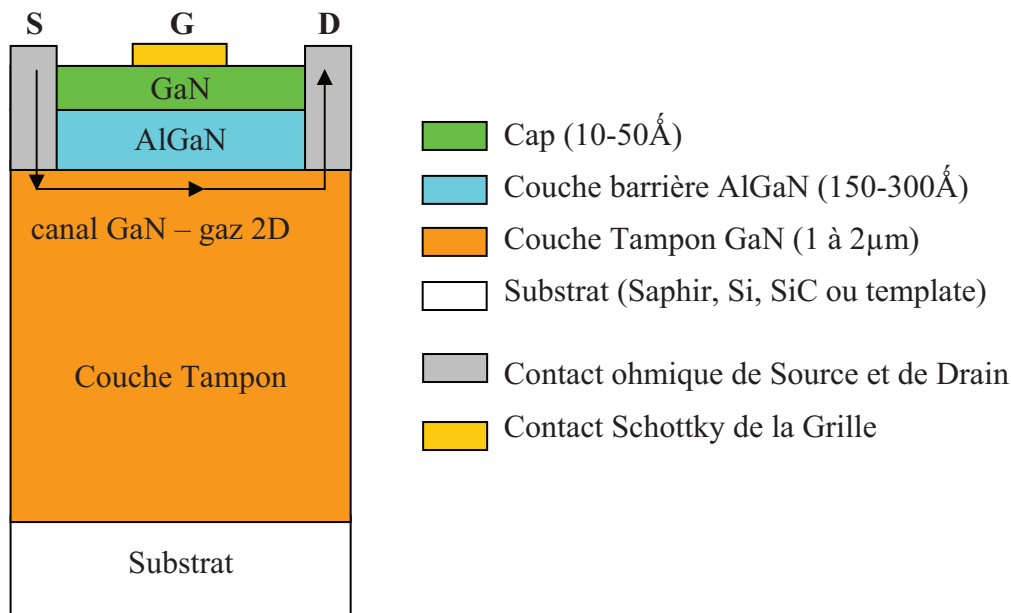 S G D
GaN
AlGaN
canal GaN – gaz 2D
Couche Tampon
Substrat
Cap (10-50Å)
Couche barrière AlGaN (150-300Å)
Couche Tampon GaN (1 à 2µm)
Substrat (Saphir, Si, SiC ou template)
Contact ohmique de Source et de Drain
Contact Schottky de la Grille